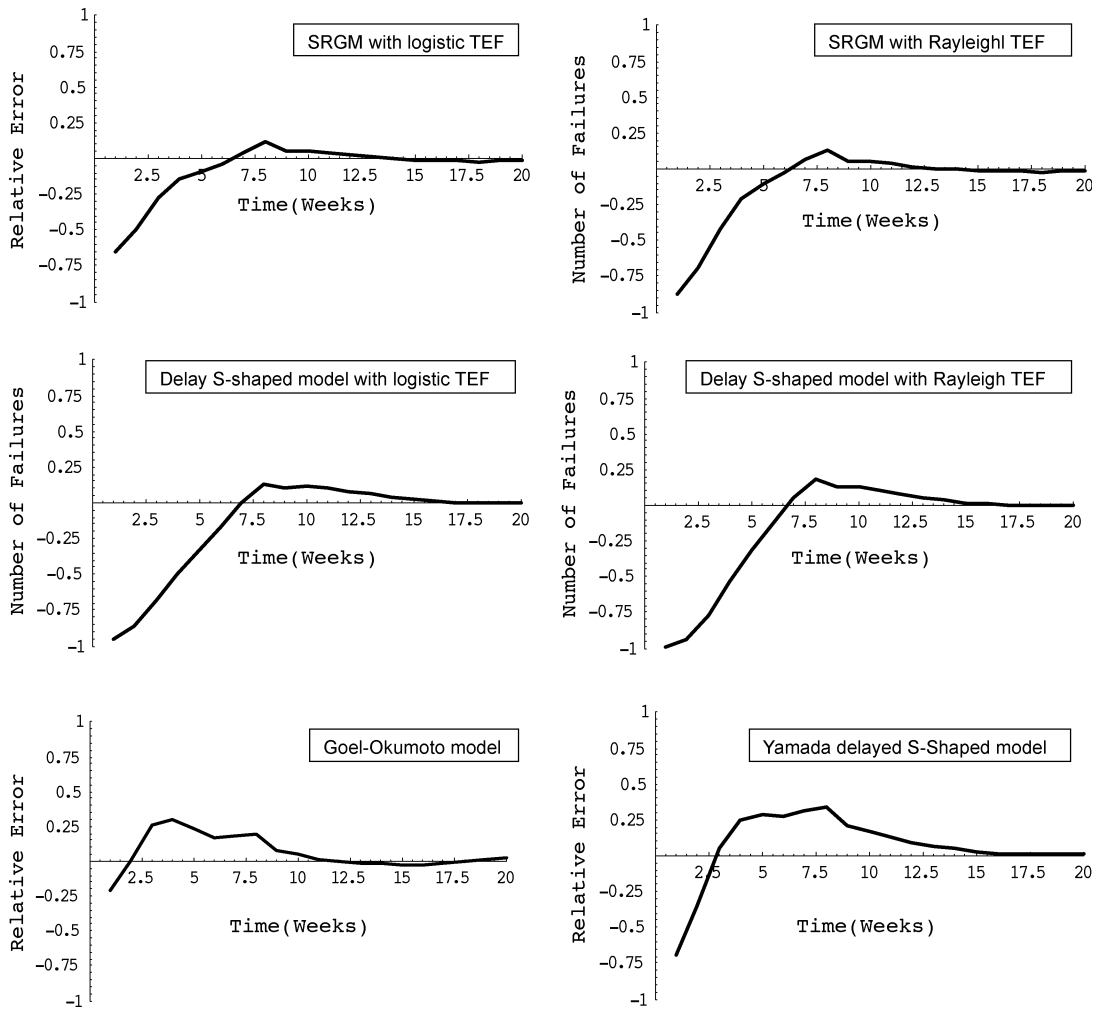 SRGM with logistic TEF
Relative Error
1
0.75
0.5
0.25
−0.25
−0.5
−0.75
−1
2.5 5 7.5 10 12.5 15 17.5 20
Time(Weeks)
SRGM with Rayleighl TEF
Number of Failures
1
0.75
0.5
0.25
−0.25
−0.5
−0.75
−1
2.5 5 7.5 10 12.5 15 17.5 20
Time(Weeks)
Delay S-shaped model with logistic TEF
Number of Failures
1
0.75
0.5
0.25
−0.25
−0.5
−0.75
−1
2.5 5 7.5 10 12.5 15 17.5 20
Time(Weeks)
Delay S-shaped model with Rayleigh TEF
Number of Failures
1
0.75
0.5
0.25
−0.25
−0.5
−0.75
−1
2.5 5 7.5 10 12.5 15 17.5 20
Time(Weeks)
Goel-Okumoto model
Relative Error
1
0.75
0.5
0.25
−0.25
−0.5
−0.75
−1
2.5 5 7.5 10 12.5 15 17.5 20
Time(Weeks)
Yamada delayed S-Shaped model
Relative Error
1
0.75
0.5
0.25
−0.25
−0.5
−0.75
−1
2.5 5 7.5 10 12.5 15 17.5 20
Time(Weeks)